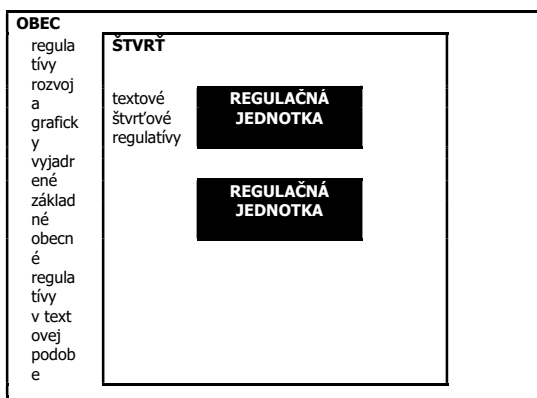 OBEC
regula
tívy
rozvoj
a
grafick
y
vyjadr
ené
základ
né
obecn
é
regula
tívy
v text
ovej
podob
e
ŠTVRŤ
textové
štvrťové
regulatívy
REGULAČNÁ
JEDNOTKA
REGULAČNÁ
JEDNOTKA